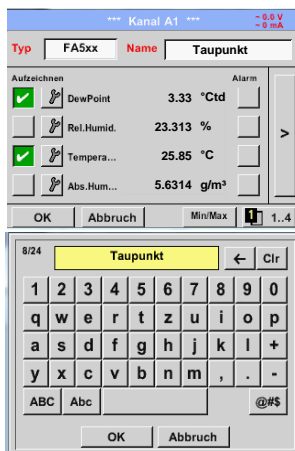 *** Kanal A1 *** ~ 0.0 V
~ 0 mA
Typ FA5xx Name Taupunkt
Aufzeichnen Alarm
DewPoint 3.33 °Ctd
Rel.Humid. 23.313 %
Tempera... 25.85 °C
Abs.Hum... 5.6314 g/m³
>
OK Abbruch Min/Max 1 1..4
8/24 Taupunkt ← Clr
1 2 3 4 5 6 7 8 9 0
q w e r t z u i o p
a s d f g h j k l +
y x c v b n m , . -
ABC Abc @#$
OK Abbruch